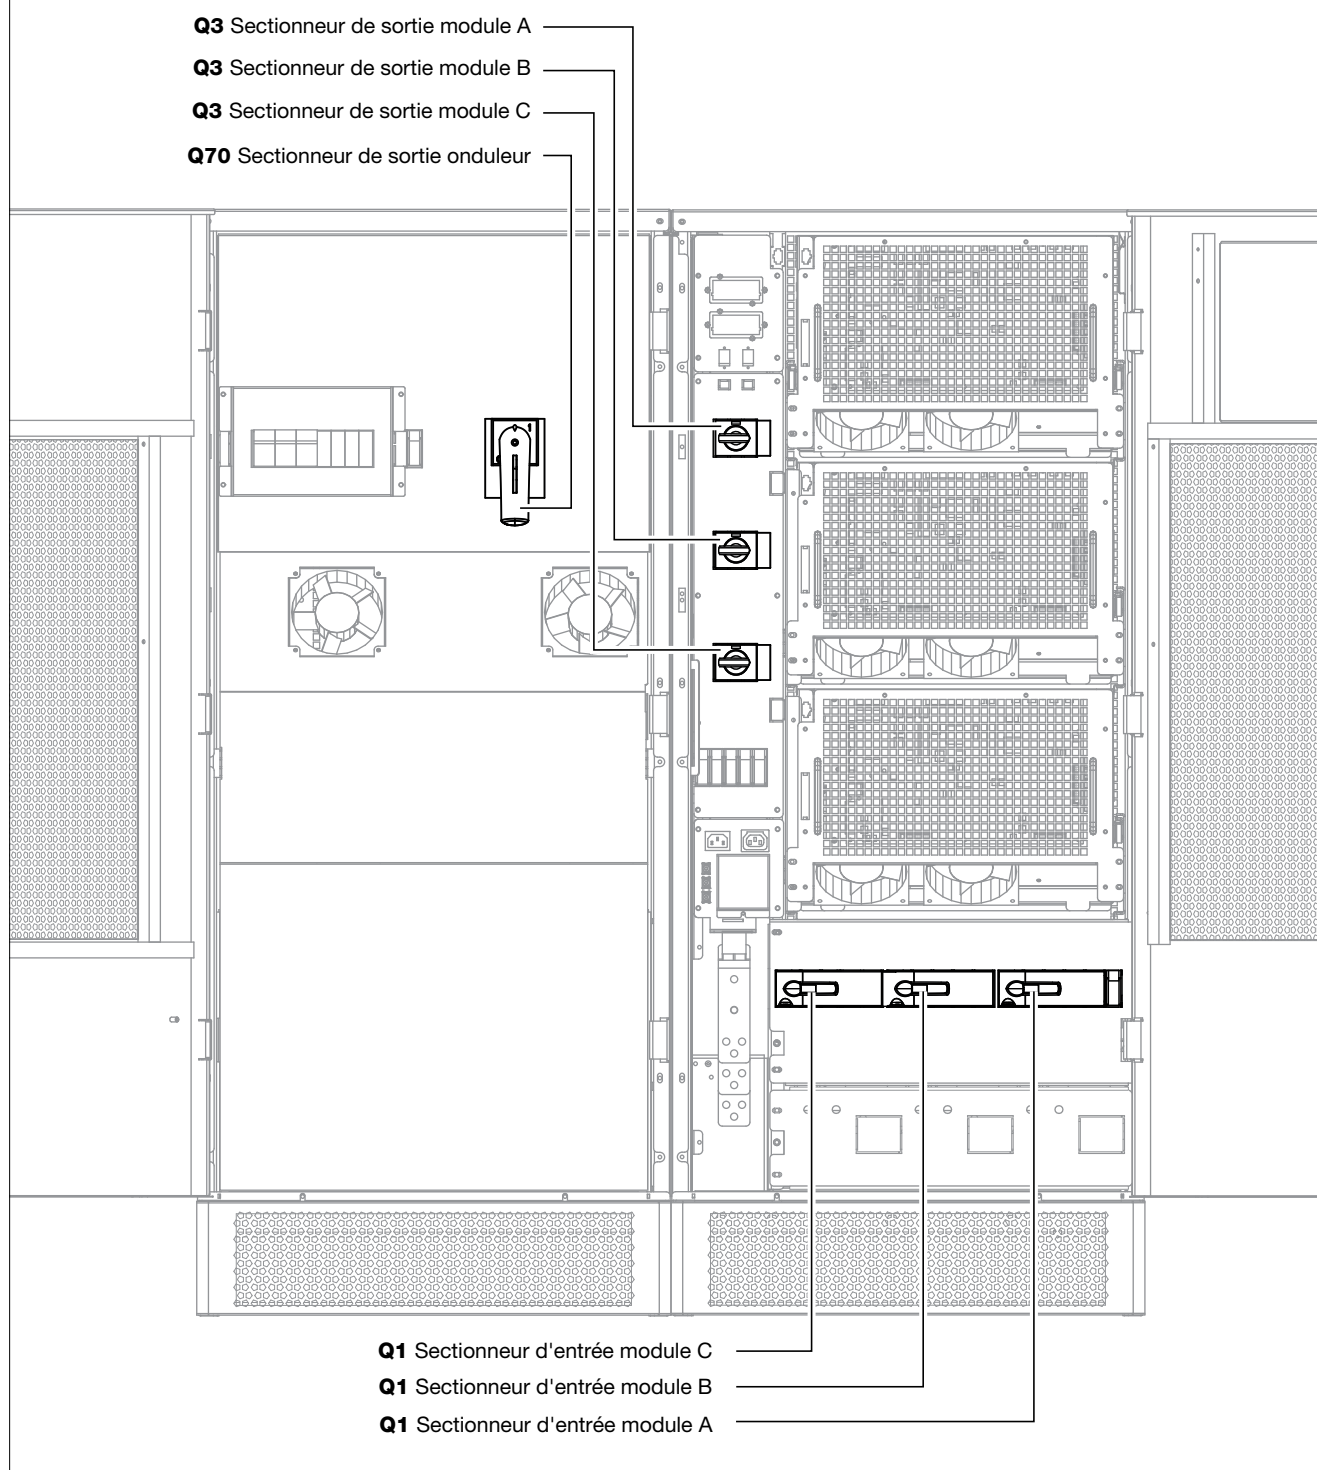 Q3 Sectionneur de sortie module A
Q3 Sectionneur de sortie module B
Q3 Sectionneur de sortie module C
Q70 Sectionneur de sortie onduleur
Q1 Sectionneur d'entrée module C
Q1 Sectionneur d'entrée module B
Q1 Sectionneur d'entrée module A